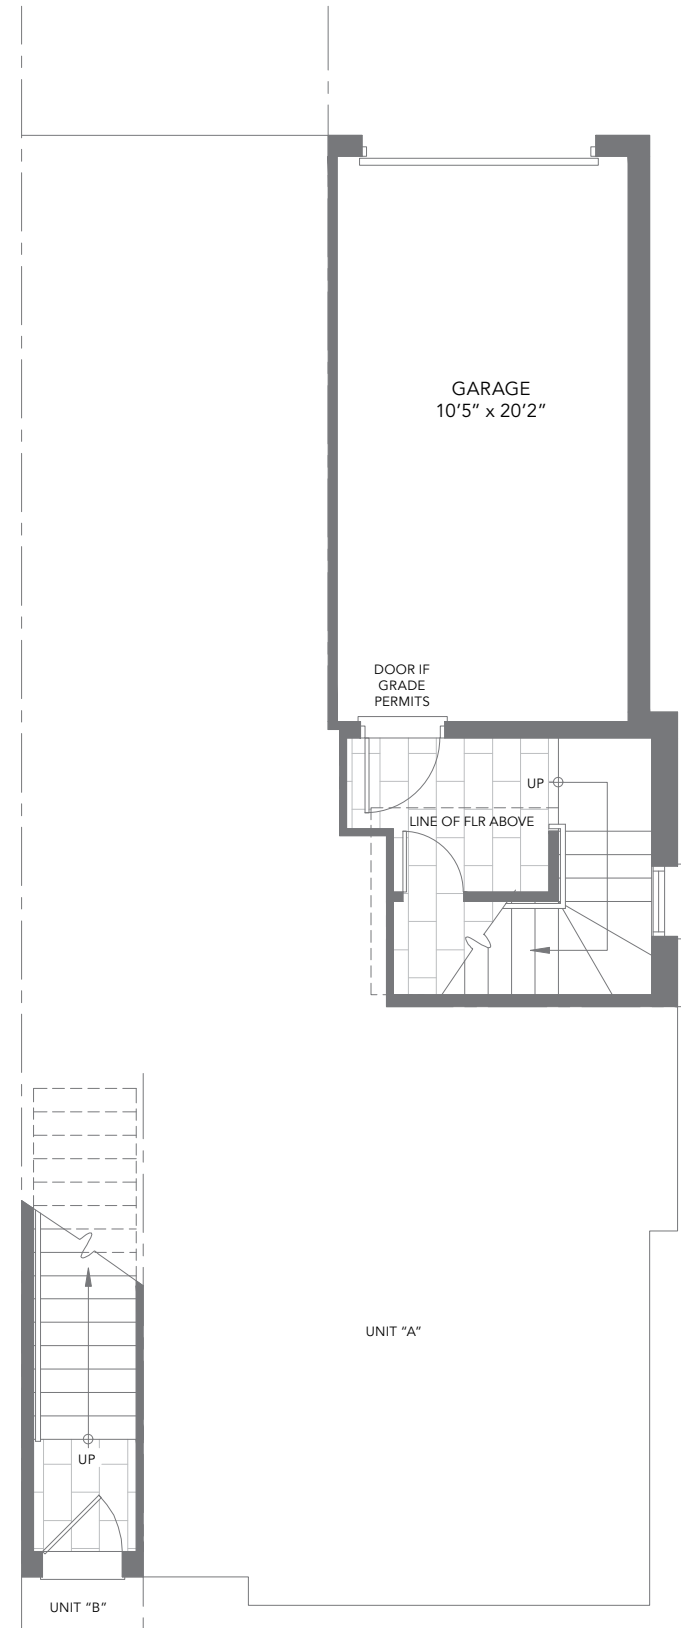 GARAGE
10’5” x 20’2”
DOOR IF
GRADE
PERMITS
UP
LINE OF FLR ABOVE
UNIT “A”
UP
UNIT “B”